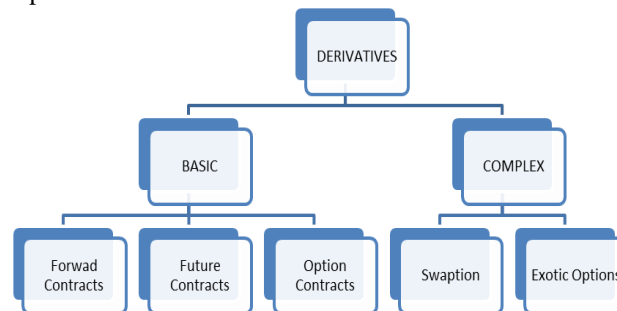 DERIVATIVES
BASIC
COMPLEX
Forwad
Contracts
Future
Contracts
Option
Contracts
Swaption
Exotic Options